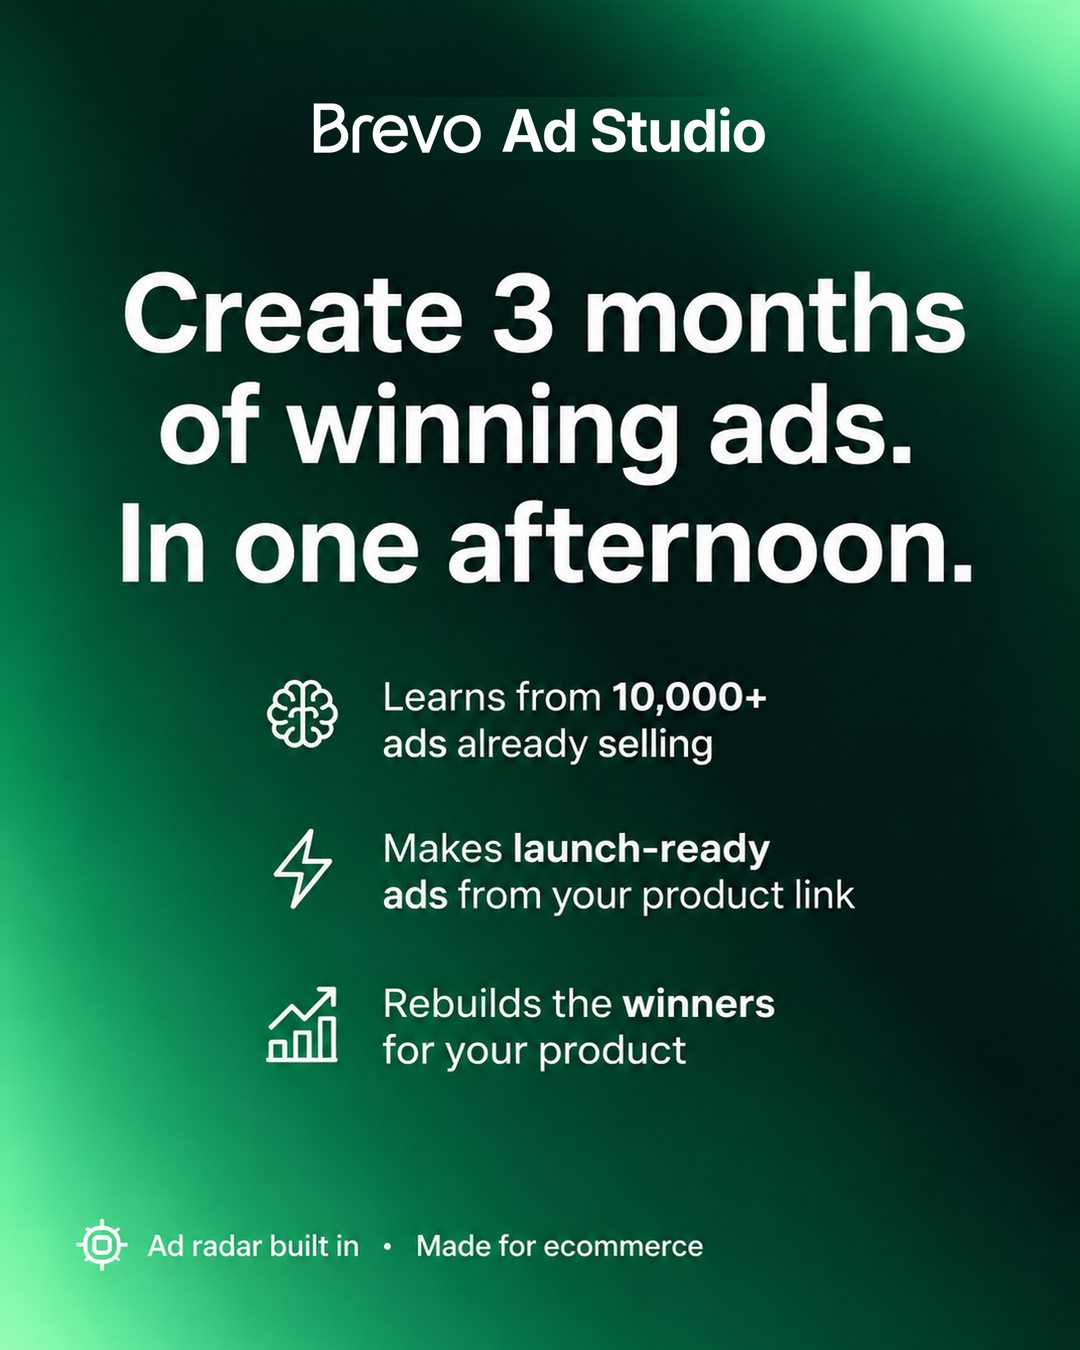 Brevo Ad Studio
Create 3 months
of winning ads.
In one afternoon.
Learns from 10,000+
ads already selling
Makes launch-ready
ads from your product link
Rebuilds the winners
for your product
Ad radar built in • Made for ecommerce